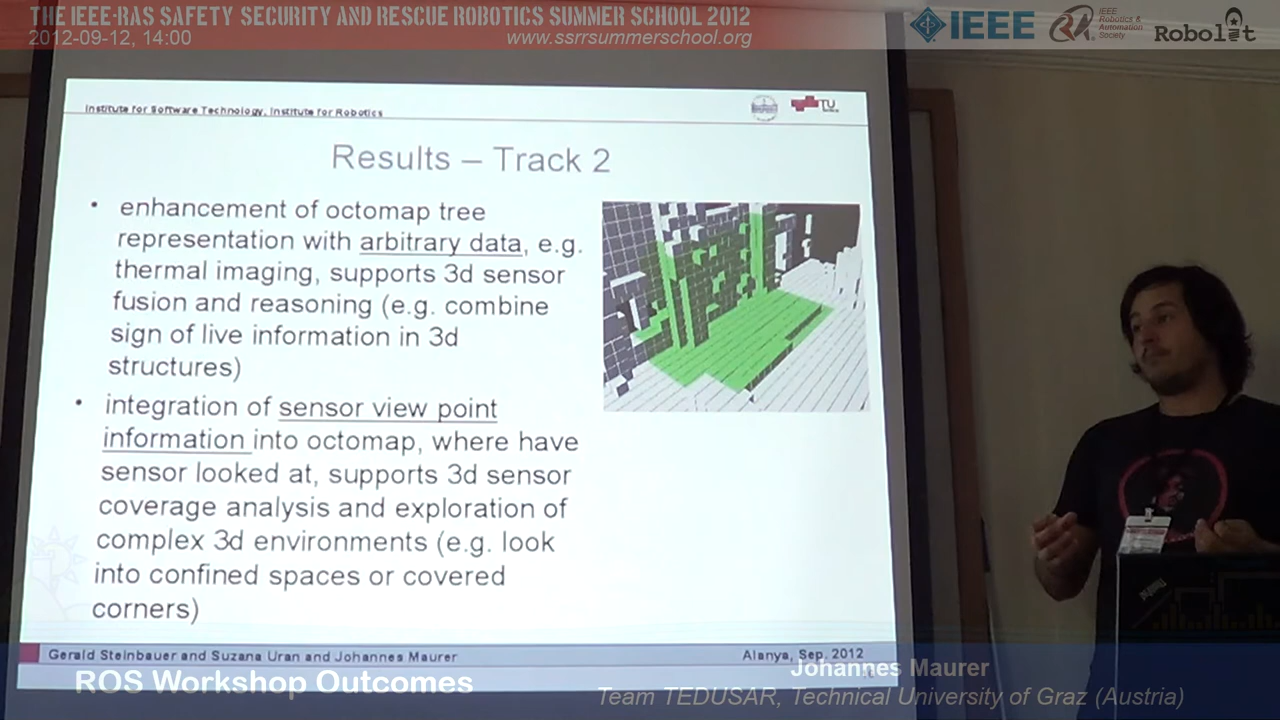 THE IEEE-RAS SAFETY SECURITY AND RESCUE ROBOTICS SUMMER SCHOOL 2012
2012-09-12, 14:00
www.ssrrsummerschool.org
IEEE
IEEE
Robotics &
Automation
Society
Robolit
Institute for Software Technology, Institute for Robotics
TU
Results – Track 2
• enhancement of octomap tree
representation with arbitrary data, e.g.
thermal imaging, supports 3d sensor
fusion and reasoning (e.g. combine
sign of live information in 3d
structures)
• integration of sensor view point
information into octomap, where have
sensor looked at, supports 3d sensor
coverage analysis and exploration of
complex 3d environments (e.g. look
into confined spaces or covered
corners)
Gerald Steinbauer and Suzana Uran and Johannes Maurer
Alanya, Sep. 2012
Johannes Maurer
ROS Workshop Outcomes
Team TEDUSAR, Technical University of Graz (Austria)